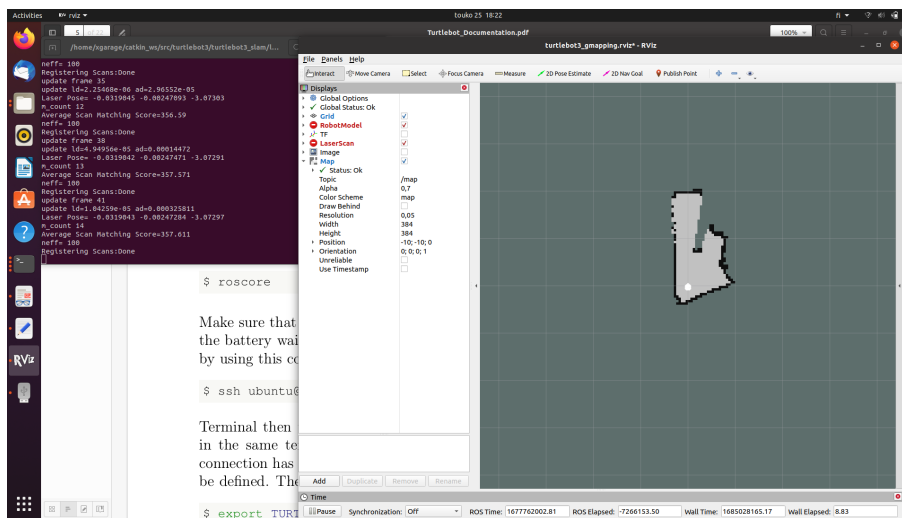 Activities
rviz
touko 25 18:22
fi
5 of 22
Turtlebot_Documentation.pdf
100%
/home/xgarage/catkin_ws/src/turtlebot3/turtlebot3_slam/l...
turtlebot3_gmapping.rviz* - RViz
neff= 100
Registering Scans:Done
update frame 35
update ld=2.25468e-06 ad=2.96552e-05
Laser Pose= -0.0319045 -0.00247093 -3.07303
m_count 12
Average Scan Matching Score=356.59
neff= 100
Registering Scans:Done
update frame 38
update ld=4.94956e-05 ad=0.00014472
Laser Pose= -0.0319042 -0.00247471 -3.07291
m_count 13
Average Scan Matching Score=357.571
neff= 100
Registering Scans:Done
update frame 41
update ld=1.04259e-05 ad=0.000325811
Laser Pose= -0.0319043 -0.00247284 -3.07297
m_count 14
Average Scan Matching Score=357.611
neff= 100
Registering Scans:Done
$ roscore
Make sure that
the battery wai
by using this co
$ ssh ubuntu@
Terminal then
in the same te
connection has
be defined. The
$ export TURT
File Panels Help
Interact Move Camera Select Focus Camera Measure 2D Pose Estimate 2D Nav Goal Publish Point
Displays
Global Options
Global Status: Ok
Grid
RobotModel
TF
LaserScan
Image
Map
Status: Ok
Topic /map
Alpha 0,7
Color Scheme map
Draw Behind
Resolution 0,05
Width 384
Height 384
Position -10; -10; 0
Orientation 0; 0; 0; 1
Unreliable
Use Timestamp
Add Duplicate Remove Rename
Time
Pause Synchronization: Off ROS Time: 1677762002.81 ROS Elapsed: -7266153.50 Wall Time: 1685028165.17 Wall Elapsed: 8.83
RViz